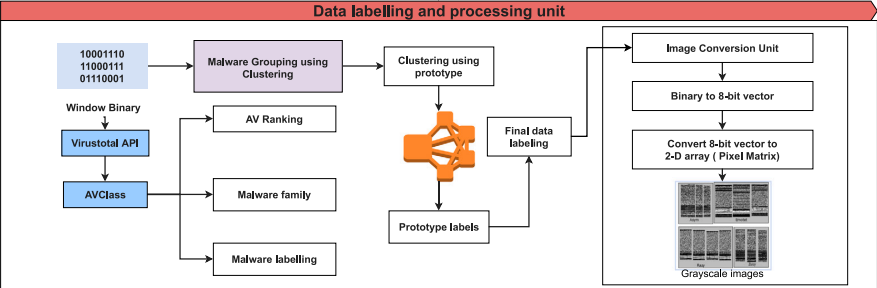 Data labelling and processing unit
10001110
11000111
01110001
Window Binary
Virustotal API
AVClass
Malware Grouping using
Clustering
AV Ranking
Malware family
Malware labelling
Clustering using
prototype
Prototype labels
Final data
labeling
Image Conversion Unit
Binary to 8-bit vector
Convert 8-bit vector to
2-D array ( Pixel Matrix)
Grayscale images